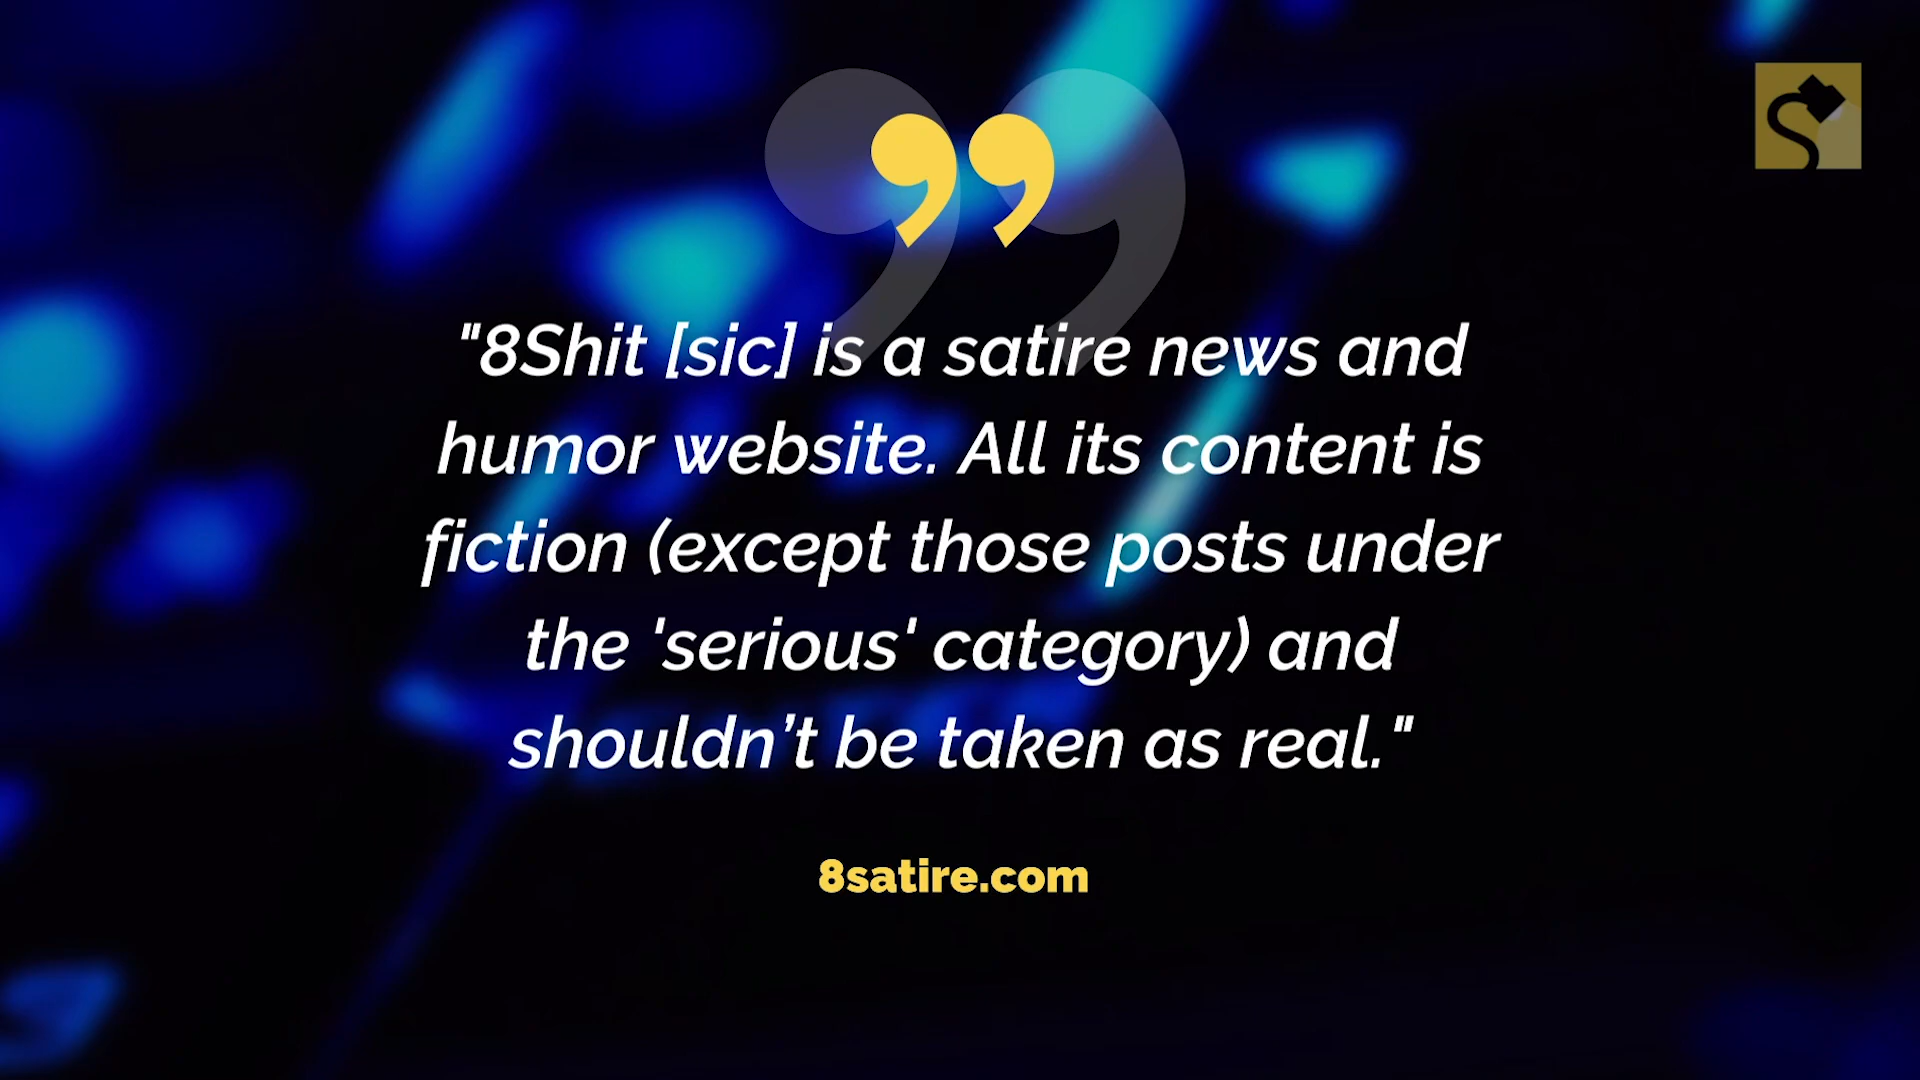 "8Shit [sic] is a satire news and
humor website. All its content is
fiction (except those posts under
the 'serious' category) and
shouldn’t be taken as real."
8satire.com